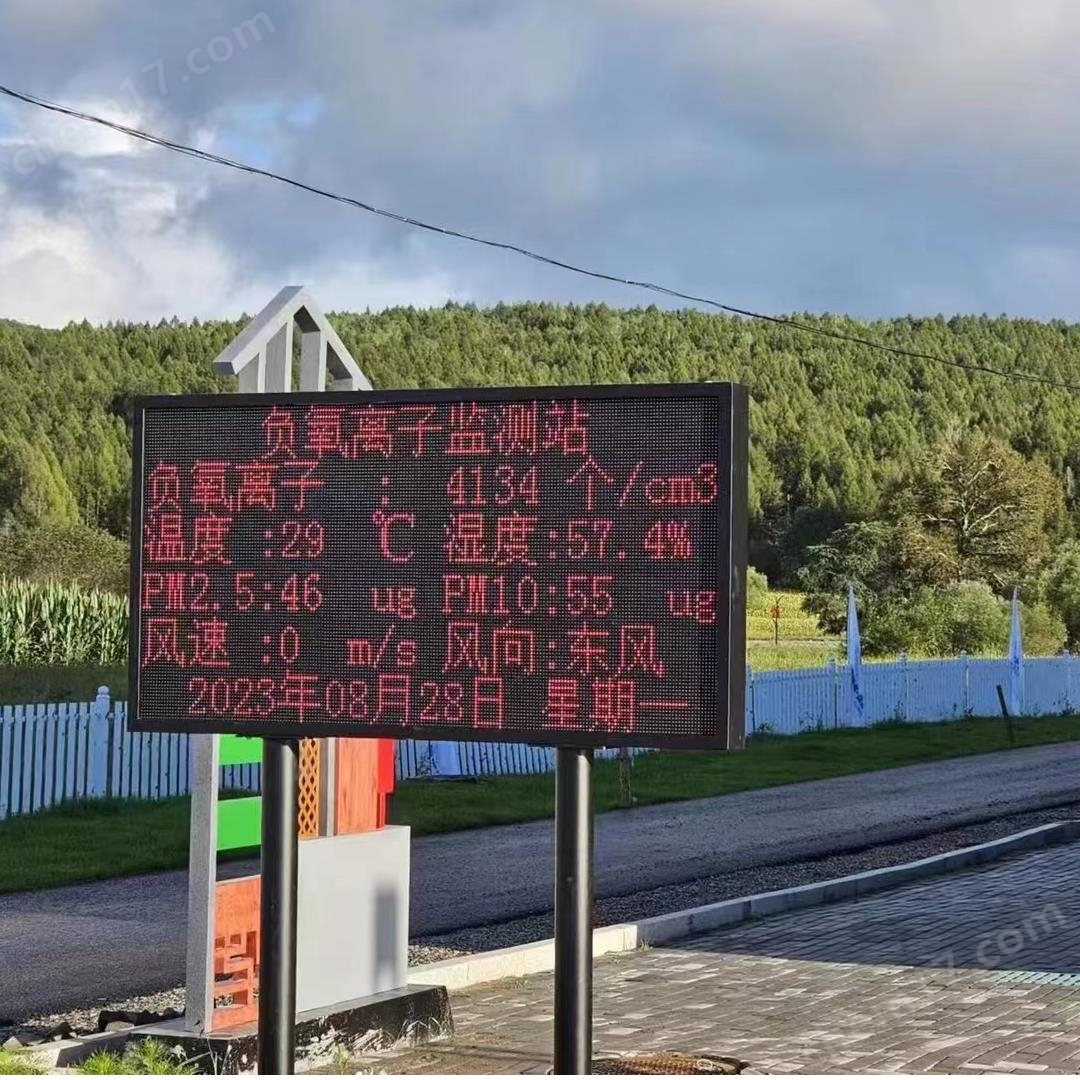 负氧离子监测站
负氧离子 : 4134 个/cm3
温度 :29 ℃ 湿度:57.4%
PM2.5:46 ug PM10:55 ug
风速 :0 m/s 风向:东风
2023年08月28日 星期一